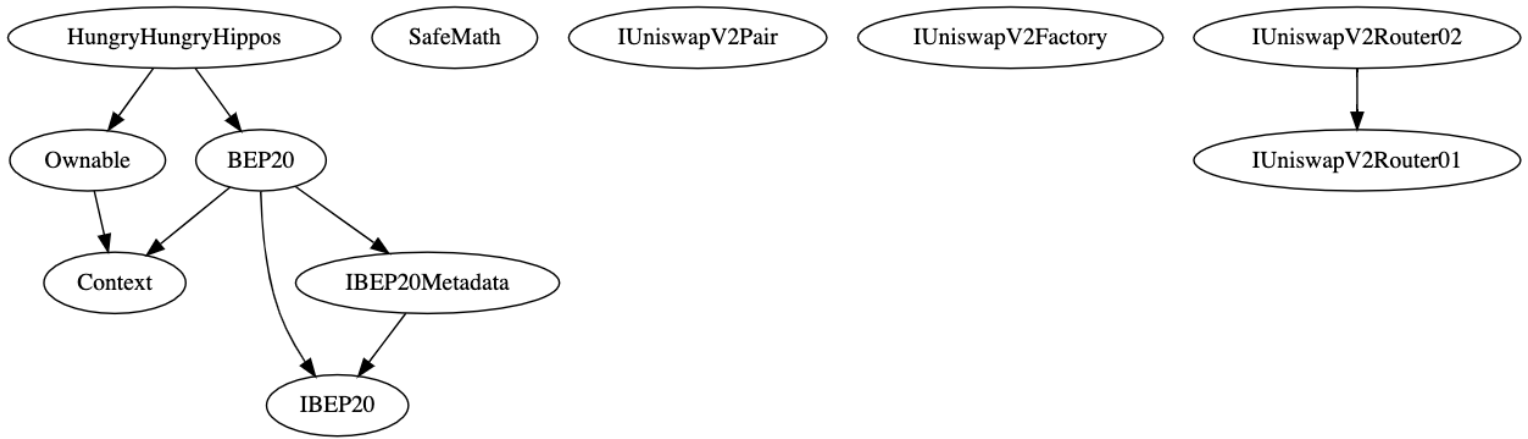 HungryHungryHippos
SafeMath
IUniswapV2Pair
IUniswapV2Factory
IUniswapV2Router02
Ownable
BEP20
IUniswapV2Router01
Context
IBEP20Metadata
IBEP20